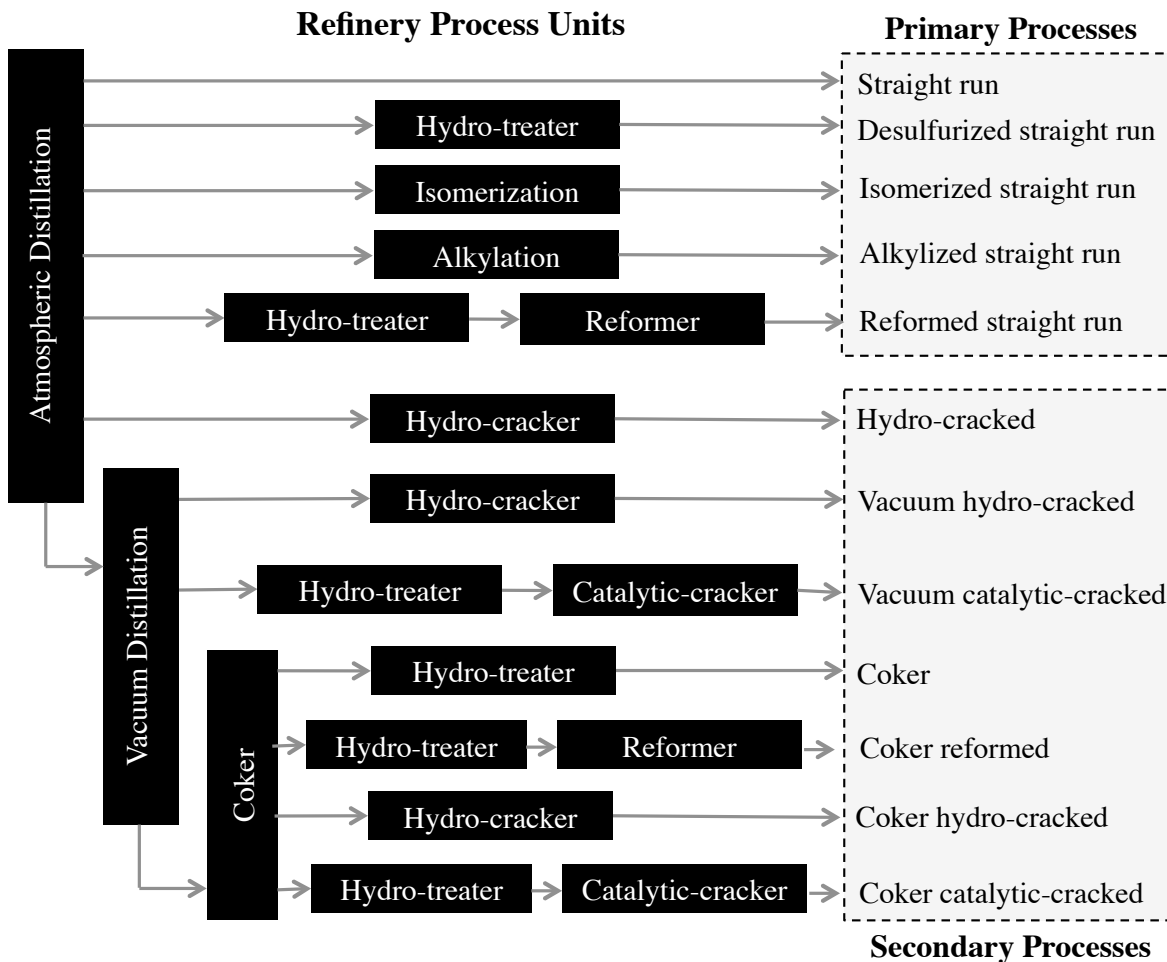 Refinery Process Units
Primary Processes
Atmospheric Distillation
Straight run
Hydro-treater
Desulfurized straight run
Isomerization
Isomerized straight run
Alkylation
Alkylized straight run
Hydro-treater
Reformer
Reformed straight run
Hydro-cracker
Hydro-cracked
Vacuum Distillation
Hydro-cracker
Vacuum hydro-cracked
Hydro-treater
Catalytic-cracker
Vacuum catalytic-cracked
Coker
Hydro-treater
Coker
Hydro-treater
Reformer
Coker reformed
Hydro-cracker
Coker hydro-cracked
Hydro-treater
Catalytic-cracker
Coker catalytic-cracked
Secondary Processes